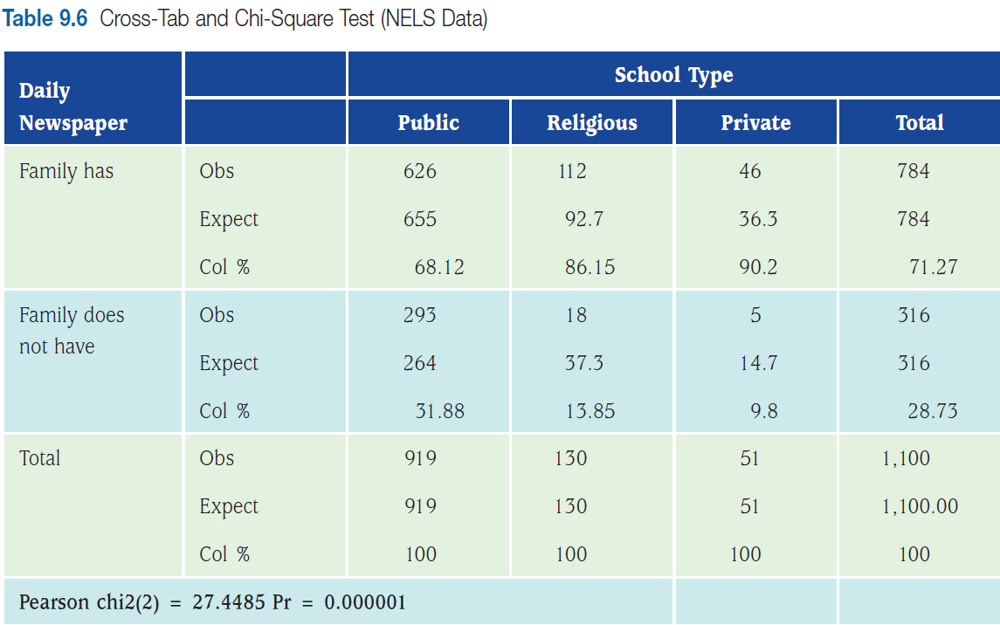 Table 9.6 Cross-Tab and Chi-Square Test (NELS Data)
Daily Newspaper School Type
Public Religious Private Total
Family has Obs 626 112 46 784
Expect 655 92.7 36.3 784
Col % 68.12 86.15 90.2 71.27
Family does not have Obs 293 18 5 316
Expect 264 37.3 14.7 316
Col % 31.88 13.85 9.8 28.73
Total Obs 919 130 51 1,100
Expect 919 130 51 1,100.00
Col % 100 100 100 100
Pearson chi2(2) = 27.4485 Pr = 0.000001